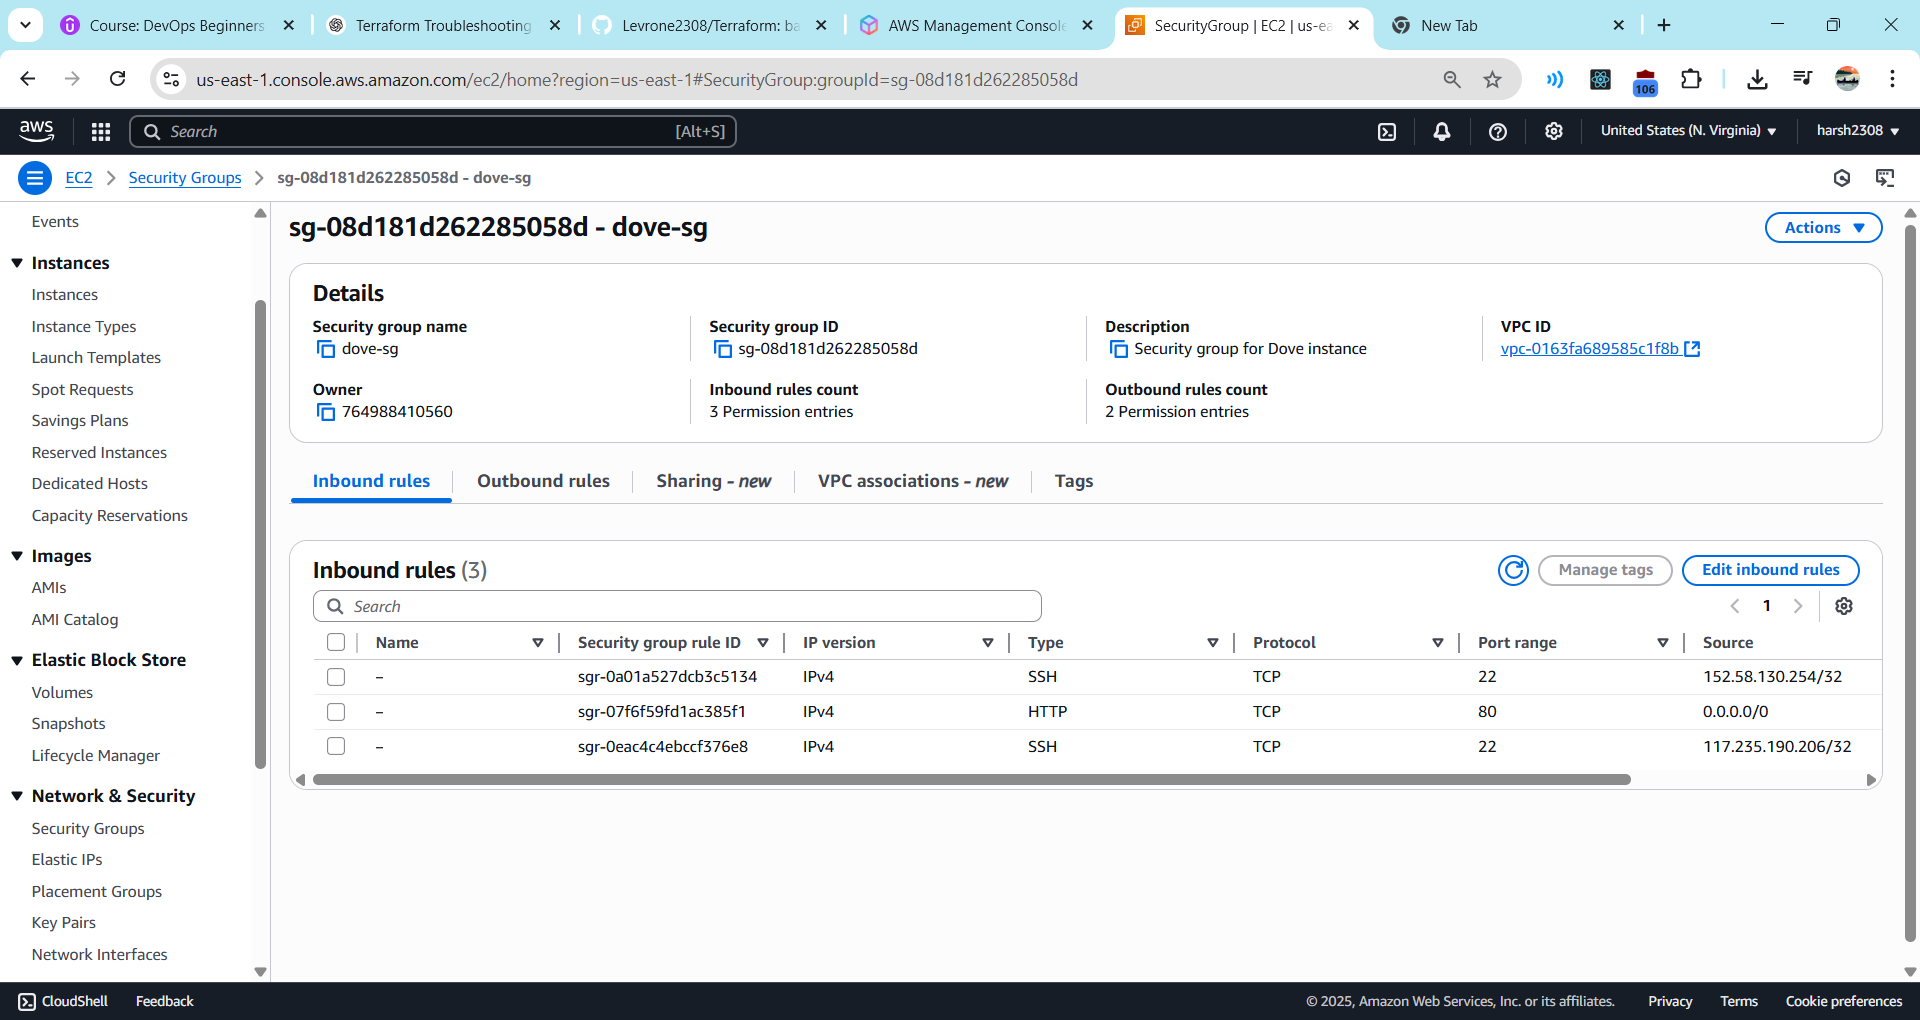 Course: DevOps Beginners
Terraform Troubleshooting
Levrone2308/Terraform: ba
AWS Management Console
SecurityGroup | EC2 | us-ea
New Tab
us-east-1.console.aws.amazon.com/ec2/home?region=us-east-1#SecurityGroup:groupId=sg-08d181d262285058d
106
aws
Search
[Alt+S]
United States (N. Virginia)
harsh2308
EC2
Security Groups
sg-08d181d262285058d - dove-sg
Events
Instances
Instances
Instance Types
Launch Templates
Spot Requests
Savings Plans
Reserved Instances
Dedicated Hosts
Capacity Reservations
Images
AMIs
AMI Catalog
Elastic Block Store
Volumes
Snapshots
Lifecycle Manager
Network & Security
Security Groups
Elastic IPs
Placement Groups
Key Pairs
Network Interfaces
sg-08d181d262285058d - dove-sg
Actions
Details
Security group name
dove-sg
Security group ID
sg-08d181d262285058d
Description
Security group for Dove instance
VPC ID
vpc-0163fa689585c1f8b
Owner
764988410560
Inbound rules count
3 Permission entries
Outbound rules count
2 Permission entries
Inbound rules
Outbound rules
Sharing - new
VPC associations - new
Tags
Inbound rules (3)
Manage tags
Edit inbound rules
Search
1
Name Security group rule ID IP version Type Protocol Port range Source
– sgr-0a01a527dcb3c5134 IPv4 SSH TCP 22 152.58.130.254/32
– sgr-07f6f59fd1ac385f1 IPv4 HTTP TCP 80 0.0.0.0/0
– sgr-0eac4c4ebccf376e8 IPv4 SSH TCP 22 117.235.190.206/32
CloudShell
Feedback
© 2025, Amazon Web Services, Inc. or its affiliates.
Privacy
Terms
Cookie preferences